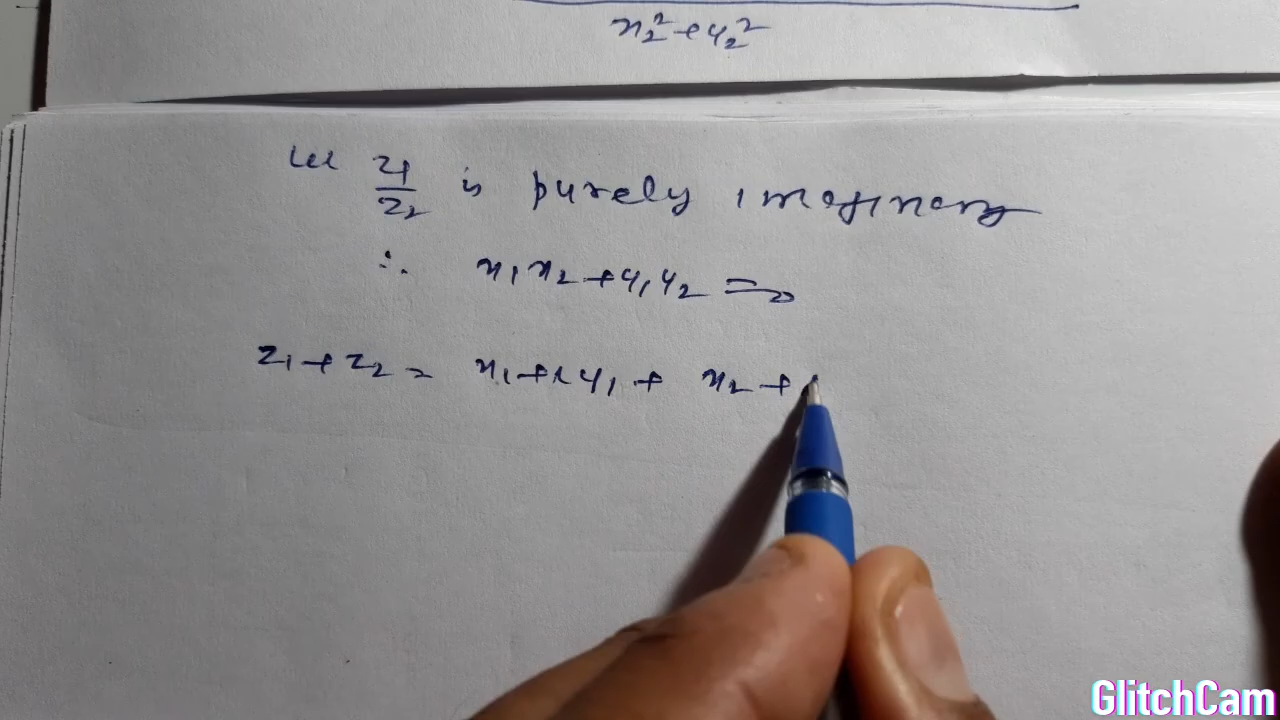 x₂² + y₂²
Let z₁/z₂ is purely imaginary
∴ x₁x₂ + y₁y₂ = 0
z₁ + z₂ = x₁ + iy₁ + x₂ +
GlitchCam